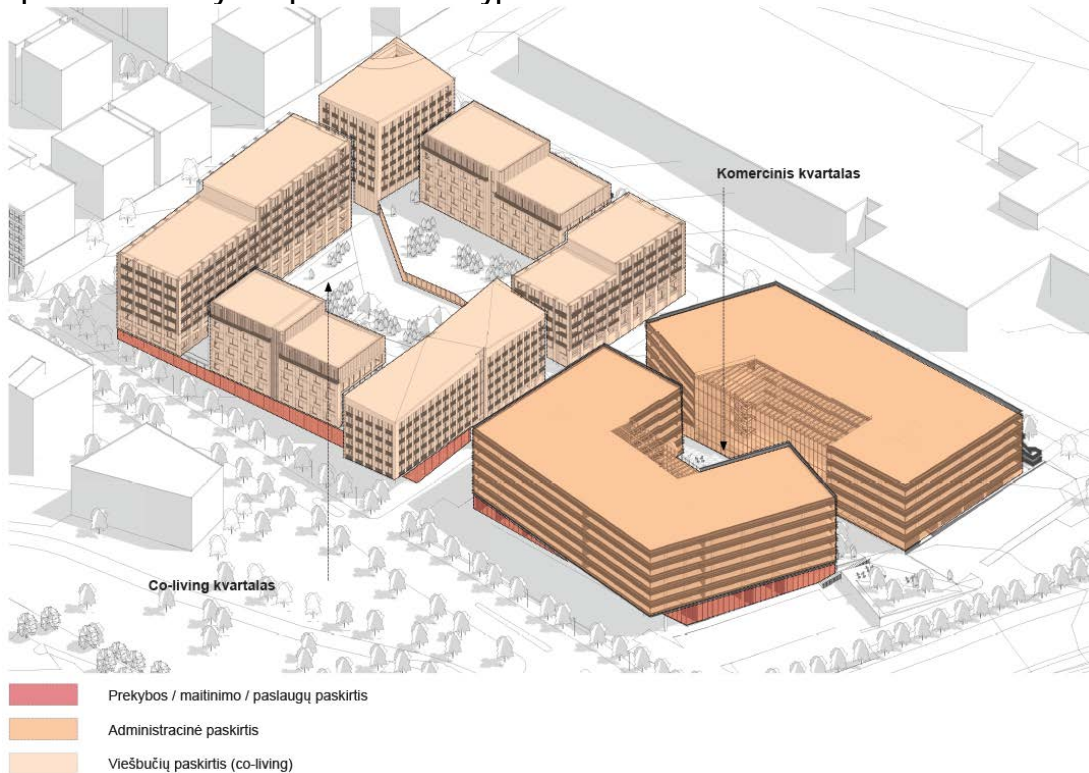 Komercinis kvartalas
Co-living kvartalas
Prekybos / maitinimo / paslaugų paskirtis
Administracinė paskirtis
Viešbučių paskirtis (co-living)